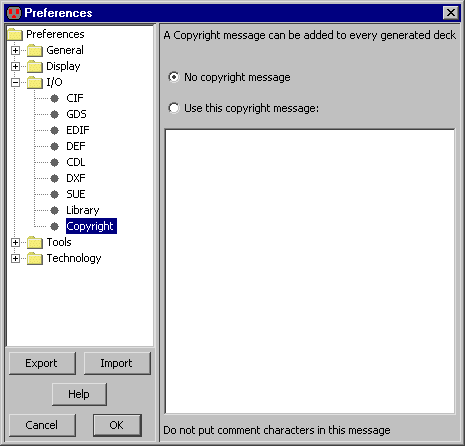 Preferences
Preferences
General
Display
I/O
CIF
GDS
EDIF
DEF
CDL
DXF
SUE
Library
Copyright
Tools
Technology
Export Import
Help
Cancel OK
A Copyright message can be added to every generated deck
No copyright message
Use this copyright message:
Do not put comment characters in this message